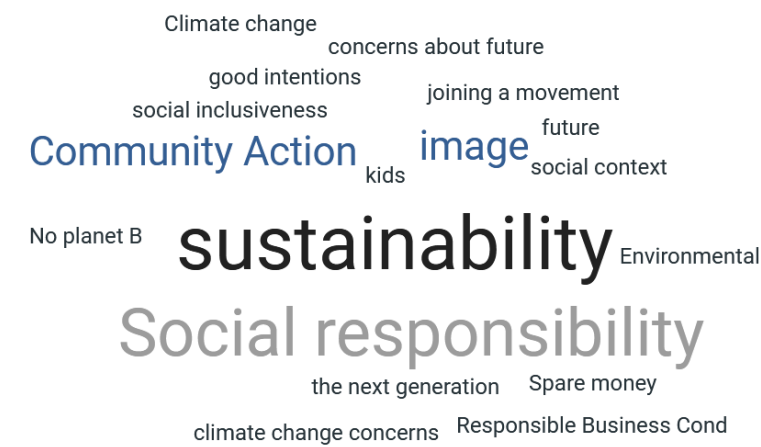 Climate change
concerns about future
good intentions
joining a movement
social inclusiveness
future
Community Action
image
social context
kids
No planet B
sustainability
Environmental
Social responsibility
the next generation
Spare money
climate change concerns
Responsible Business Cond